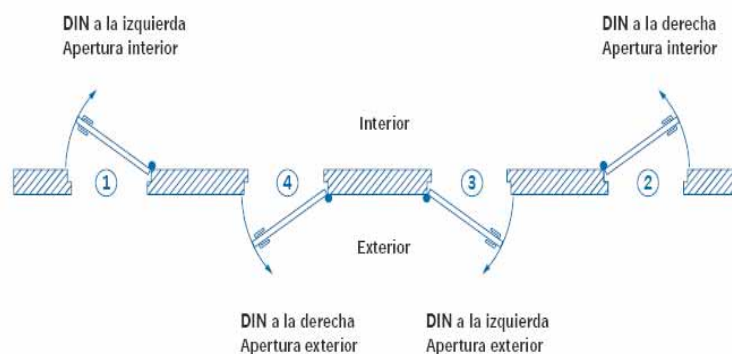 DIN a la izquierda
Apertura interior
DIN a la derecha
Apertura interior
Interior
1
4
3
2
Exterior
DIN a la derecha
Apertura exterior
DIN a la izquierda
Apertura exterior